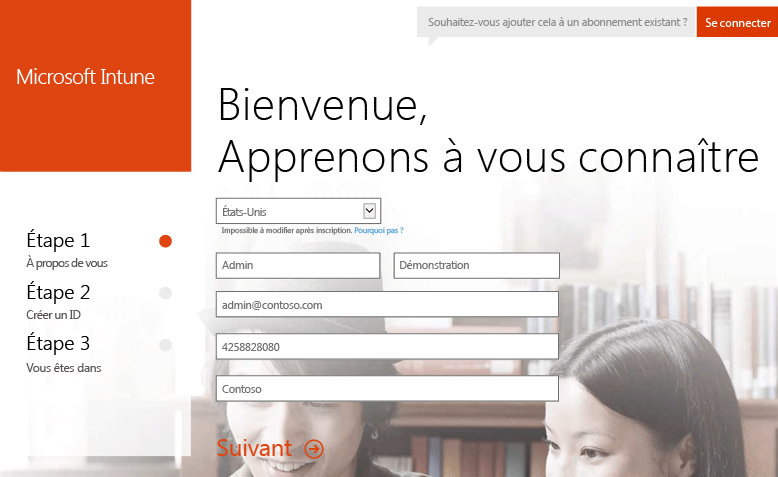 Souhaitez-vous ajouter cela à un abonnement existant ?
Se connecter
Microsoft Intune
Bienvenue,
Apprenons à vous connaître
États-Unis
Impossible à modifier après inscription. Pourquoi pas ?
Étape 1
À propos de vous
Étape 2
Créer un ID
Étape 3
Vous êtes dans
Admin
Démonstration
admin@contoso.com
4258828080
Contoso
Suivant